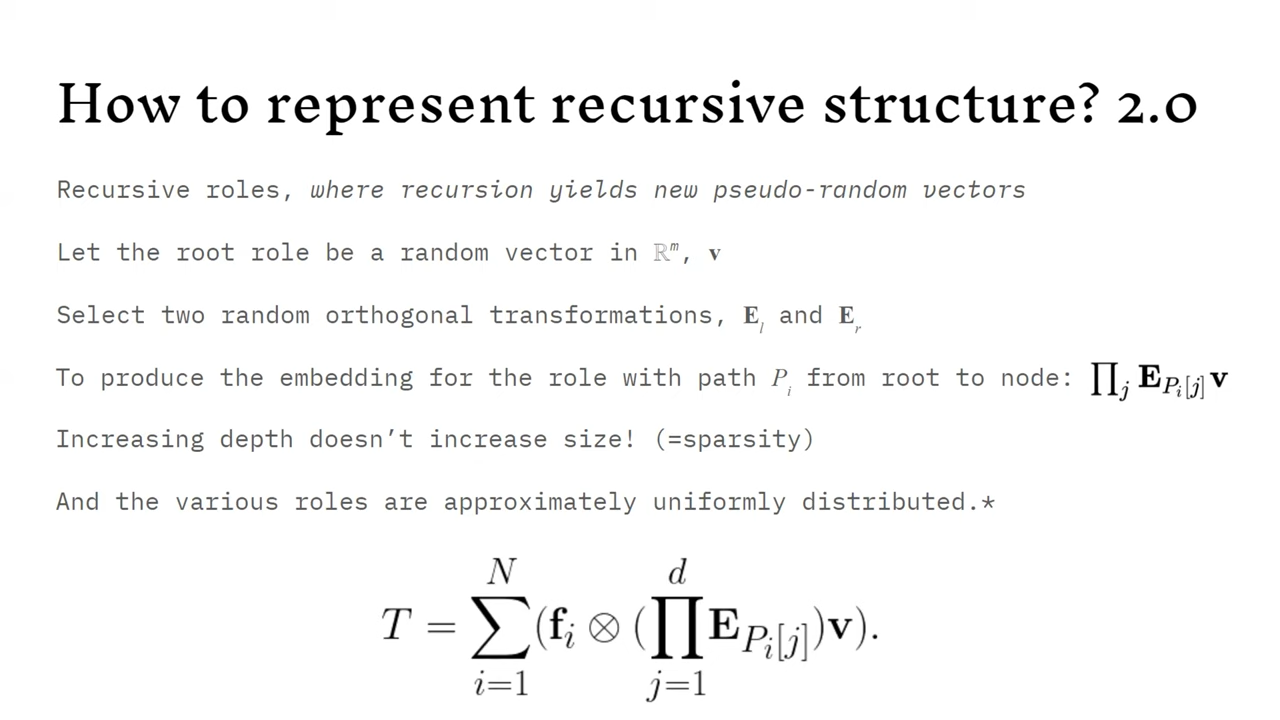 How to represent recursive structure? 2.0
Recursive roles, where recursion yields new pseudo-random vectors
Let the root role be a random vector in ℝᵐ, v
Select two random orthogonal transformations, E_l and E_r
To produce the embedding for the role with path P_i from root to node: ∏_j E_{P_i[j]} v
Increasing depth doesn't increase size! (=sparsity)
And the various roles are approximately uniformly distributed.*
T = ∑_{i=1}^{N} (f_i ⊗ (∏_{j=1}^{d} E_{P_i[j]})v).